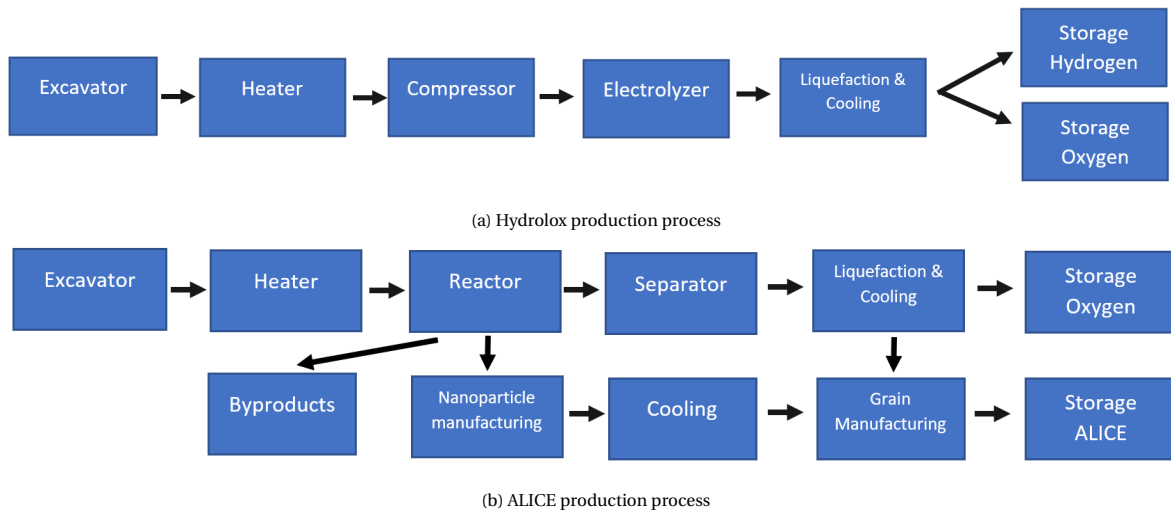 Excavator
Heater
Compressor
Electrolyzer
Liquefaction &
Cooling
Storage
Hydrogen
Storage
Oxygen
(a) Hydrolox production process
Excavator
Heater
Reactor
Separator
Liquefaction &
Cooling
Storage
Oxygen
Byproducts
Nanoparticle
manufacturing
Cooling
Grain
Manufacturing
Storage
ALICE
(b) ALICE production process